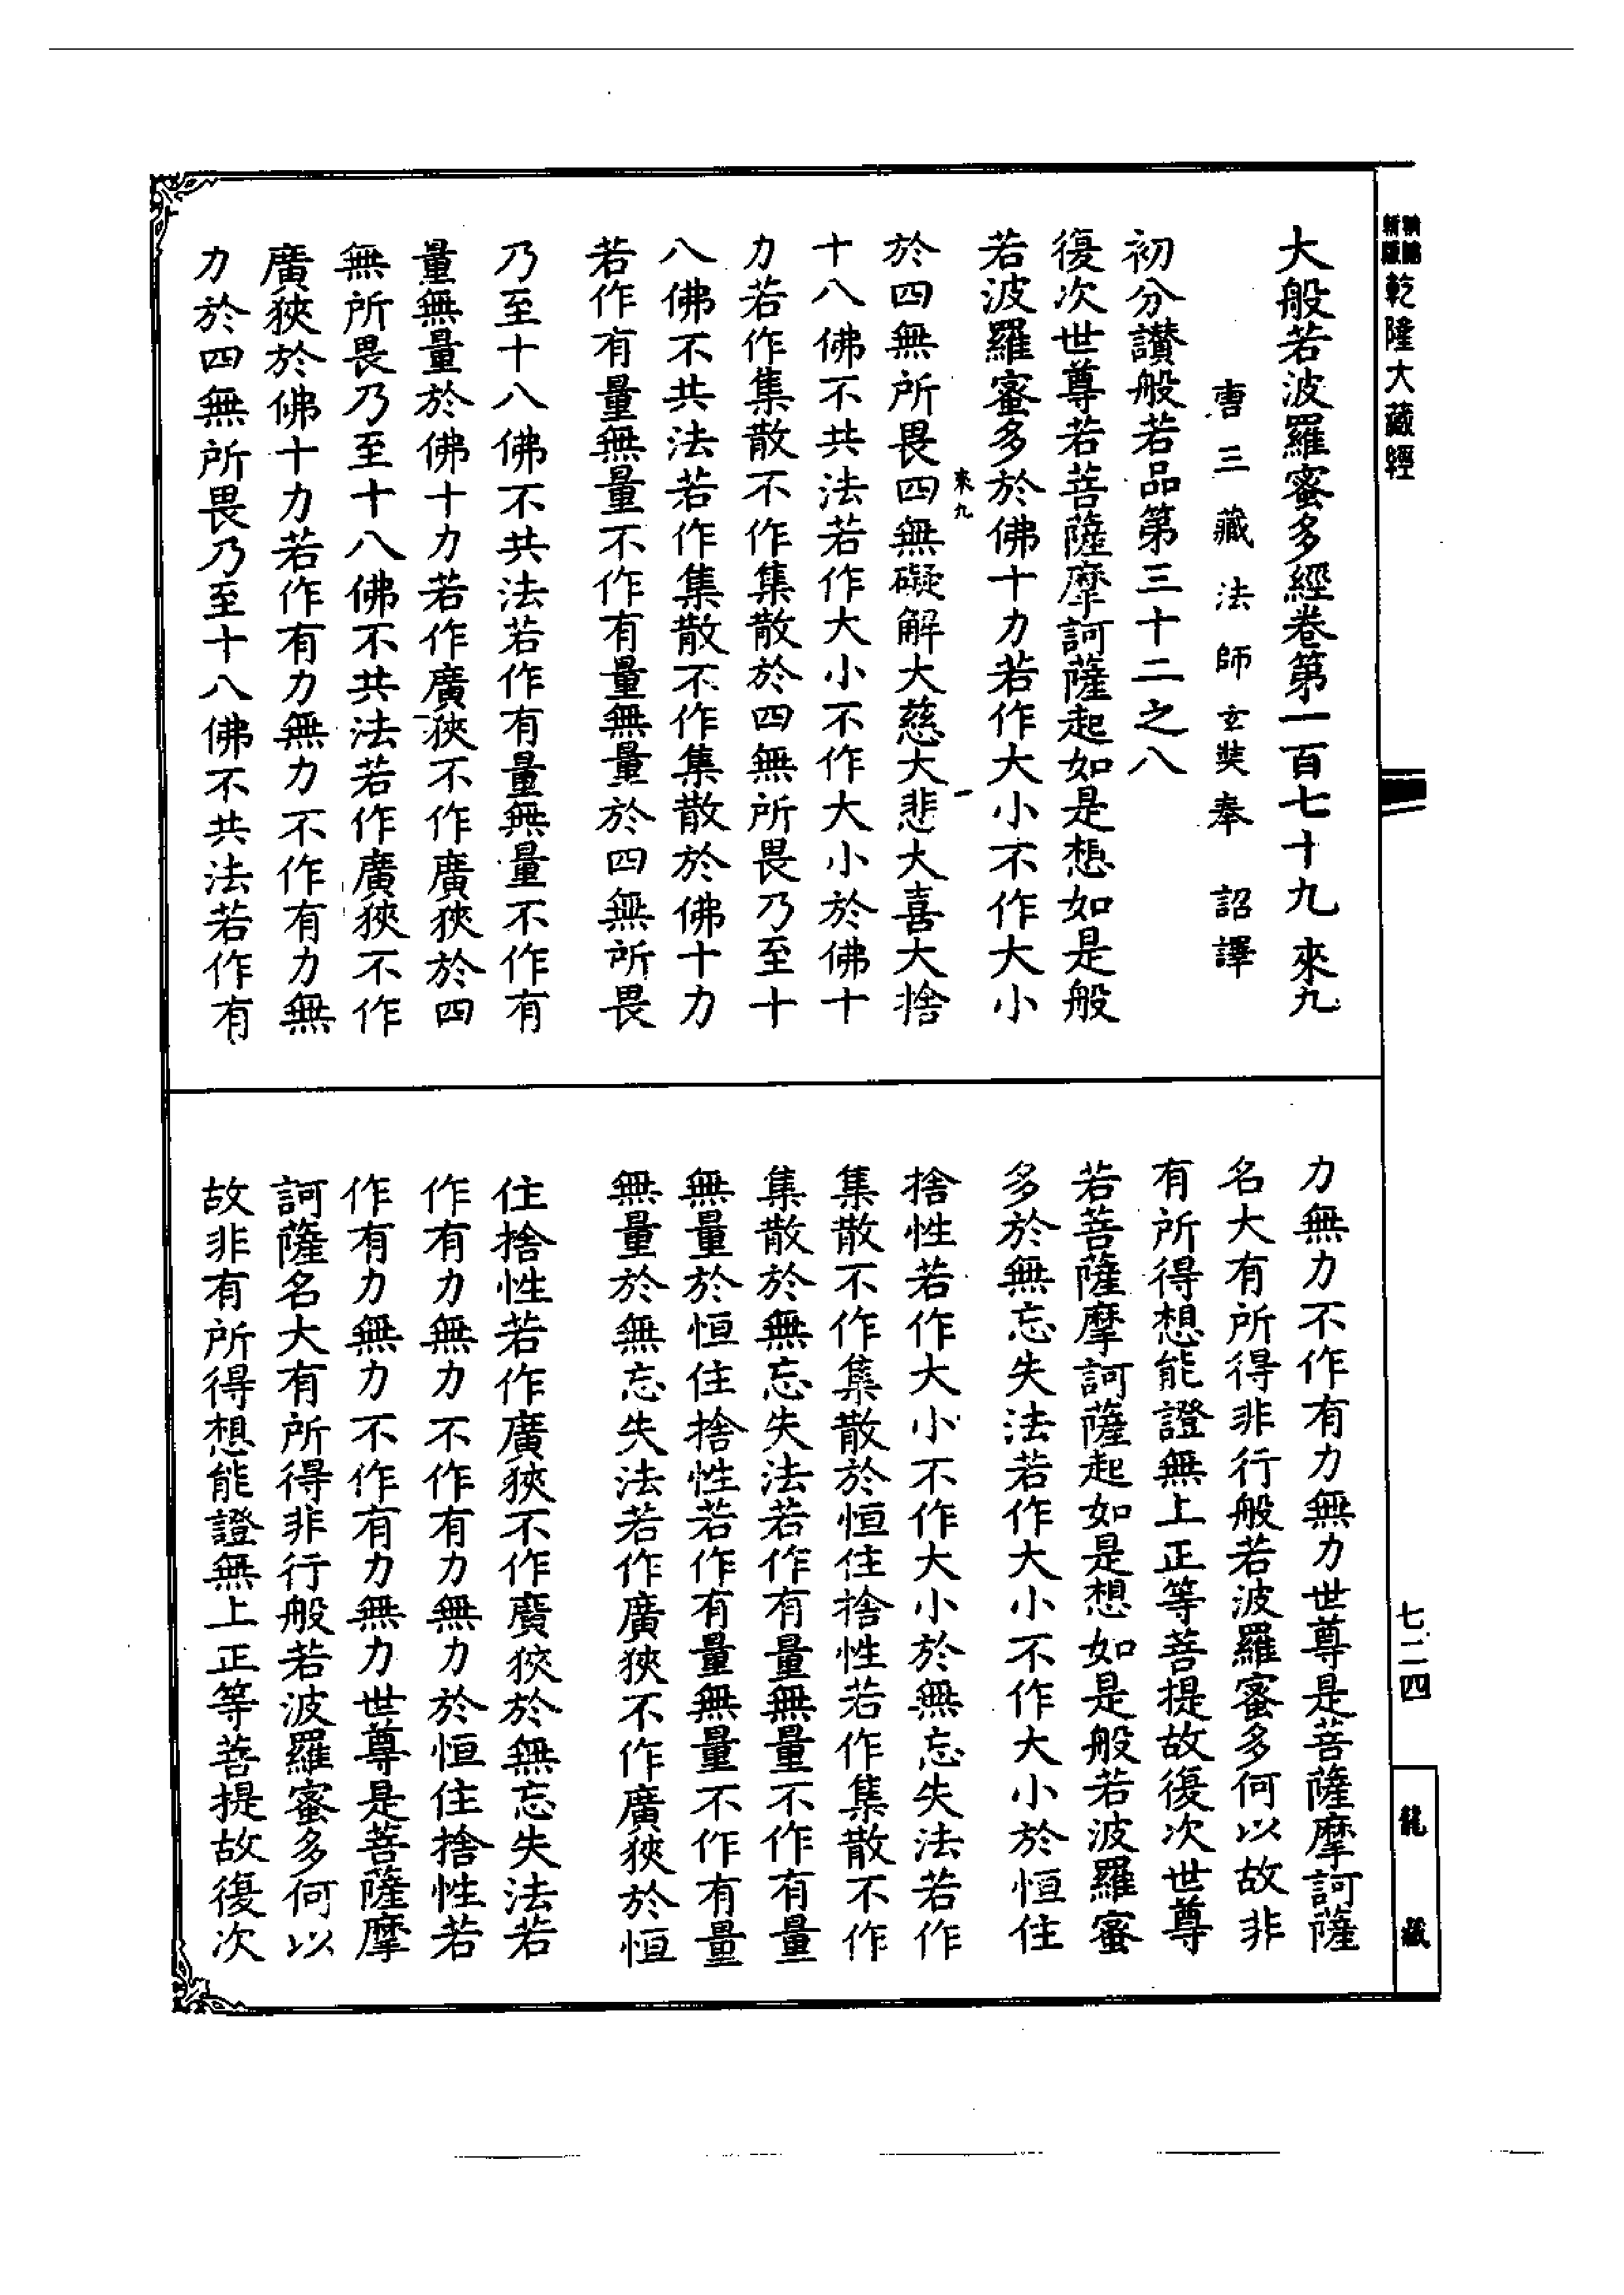 乾隆大藏經
大般若波羅蜜多經卷第一百七十九 來九
唐三藏法師玄奘奉 詔譯
初分讚般若品第三十二之八
復次世尊若菩薩摩訶薩起如是想如是般
若波羅蜜多於佛十力若作大小不作大小
來九 一
於四無所畏四無礙解大慈大悲大喜大捨
十八佛不共法若作大小不作大小於佛十
力若作集散不作集散於四無所畏乃至十
八佛不共法若作集散不作集散於佛十力
若作有量無量不作有量無量於四無所畏
乃至十八佛不共法若作有量無量不作有
量無量於佛十力若作廣狹不作廣狹於四
無所畏乃至十八佛不共法若作廣狹不作
廣狹於佛十力若作有力無力不作有力無
力於四無所畏乃至十八佛不共法若作有
力無力不作有力無力世尊是菩薩摩訶薩
名大有所得非行般若波羅蜜多何以故非
有所得想能證無上正等菩提故復次世尊
若菩薩摩訶薩起如是想如是般若波羅蜜
多於無忘失法若作大小不作大小於恒住
捨性若作大小不作大小於無忘失法若作
集散不作集散於恒住捨性若作集散不作
集散於無忘失法若作有量無量不作有量
無量於恒住捨性若作有量無量不作有量
無量於無忘失法若作廣狹不作廣狹於恒
住捨性若作廣狹不作廣狹於無忘失法若
作有力無力不作有力無力於恒住捨性若
作有力無力不作有力無力世尊是菩薩摩
訶薩名大有所得非行般若波羅蜜多何以
故非有所得想能證無上正等菩提故復次
七二四
龍藏